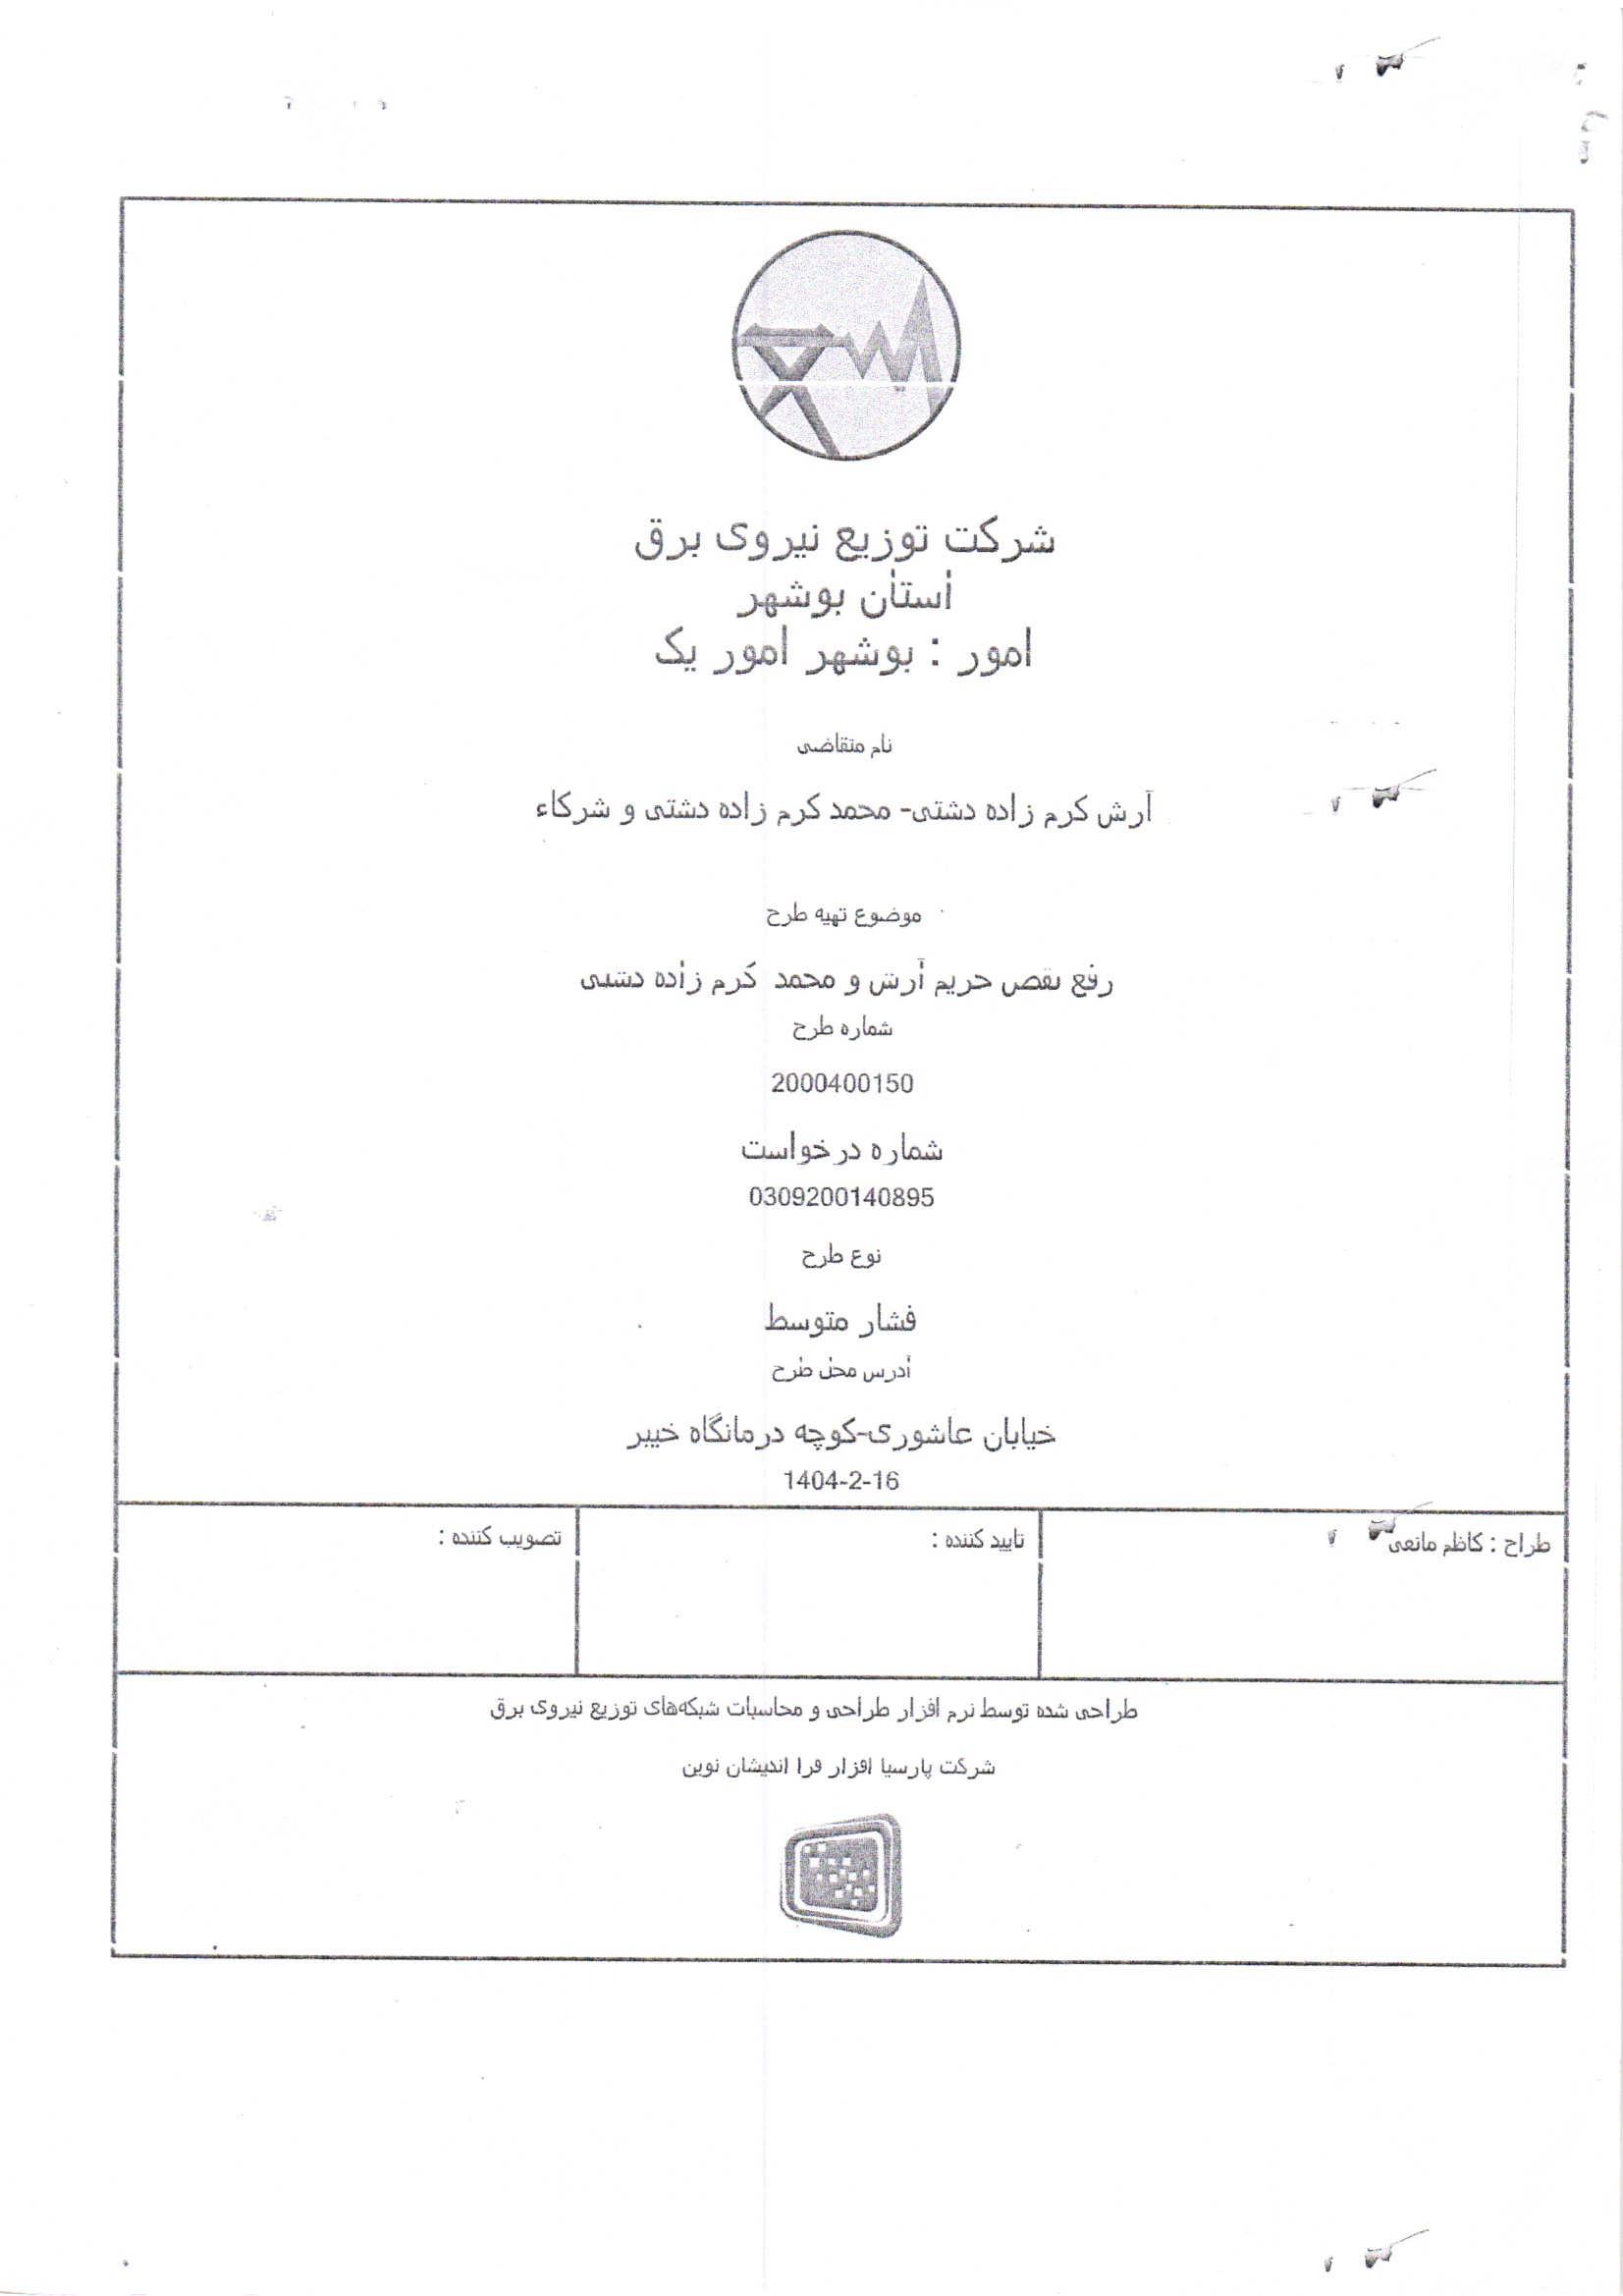 شرکت توزیع نیروی برق
استان بوشهر
امور : بوشهر امور یک
نام متقاضی
آرش کرم زاده دشتی- محمد کرم زاده دشتی و شرکاء
موضوع تهیه طرح
رفع نقص حریم آرش و محمد کرم زاده دشتی
شماره طرح
2000400150
شماره درخواست
0309200140895
نوع طرح
فشار متوسط
آدرس محل طرح
خیابان عاشوری-کوچه درمانگاه خیبر
1404-2-16
طراح : کاظم مانعی
تایید کننده :
تصویب کننده :
طراحی شده توسط نرم افزار طراحی و محاسبات شبکه‌های توزیع نیروی برق
شرکت پارسیا افزار فرا اندیشان نوین